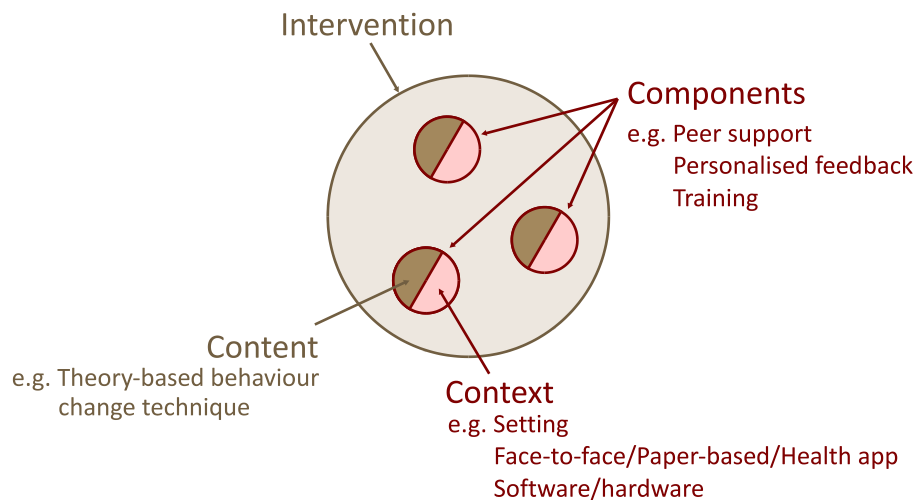 Intervention
Components
e.g. Peer support
Personalised feedback
Training
Content
e.g. Theory-based behaviour
change technique
Context
e.g. Setting
Face-to-face/Paper-based/Health app
Software/hardware